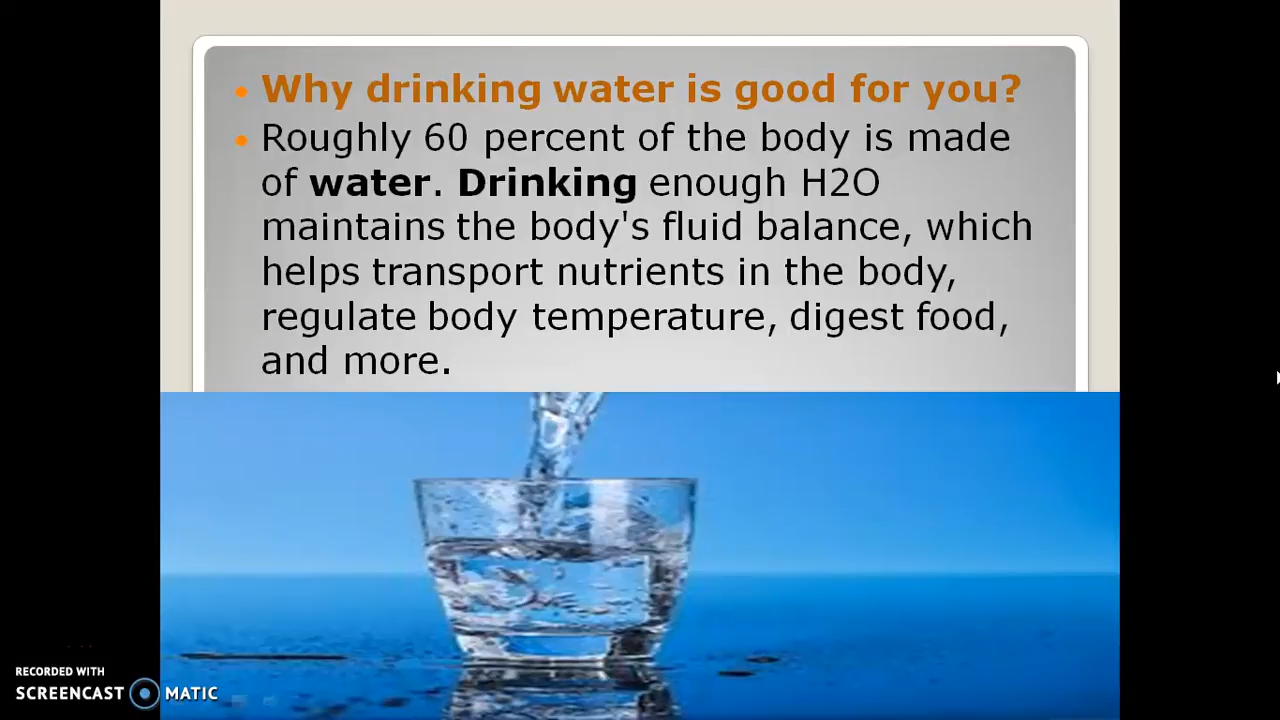 Why drinking water is good for you?
Roughly 60 percent of the body is made
of water. Drinking enough H2O
maintains the body's fluid balance, which
helps transport nutrients in the body,
regulate body temperature, digest food,
and more.
RECORDED WITH
SCREENCAST MATIC